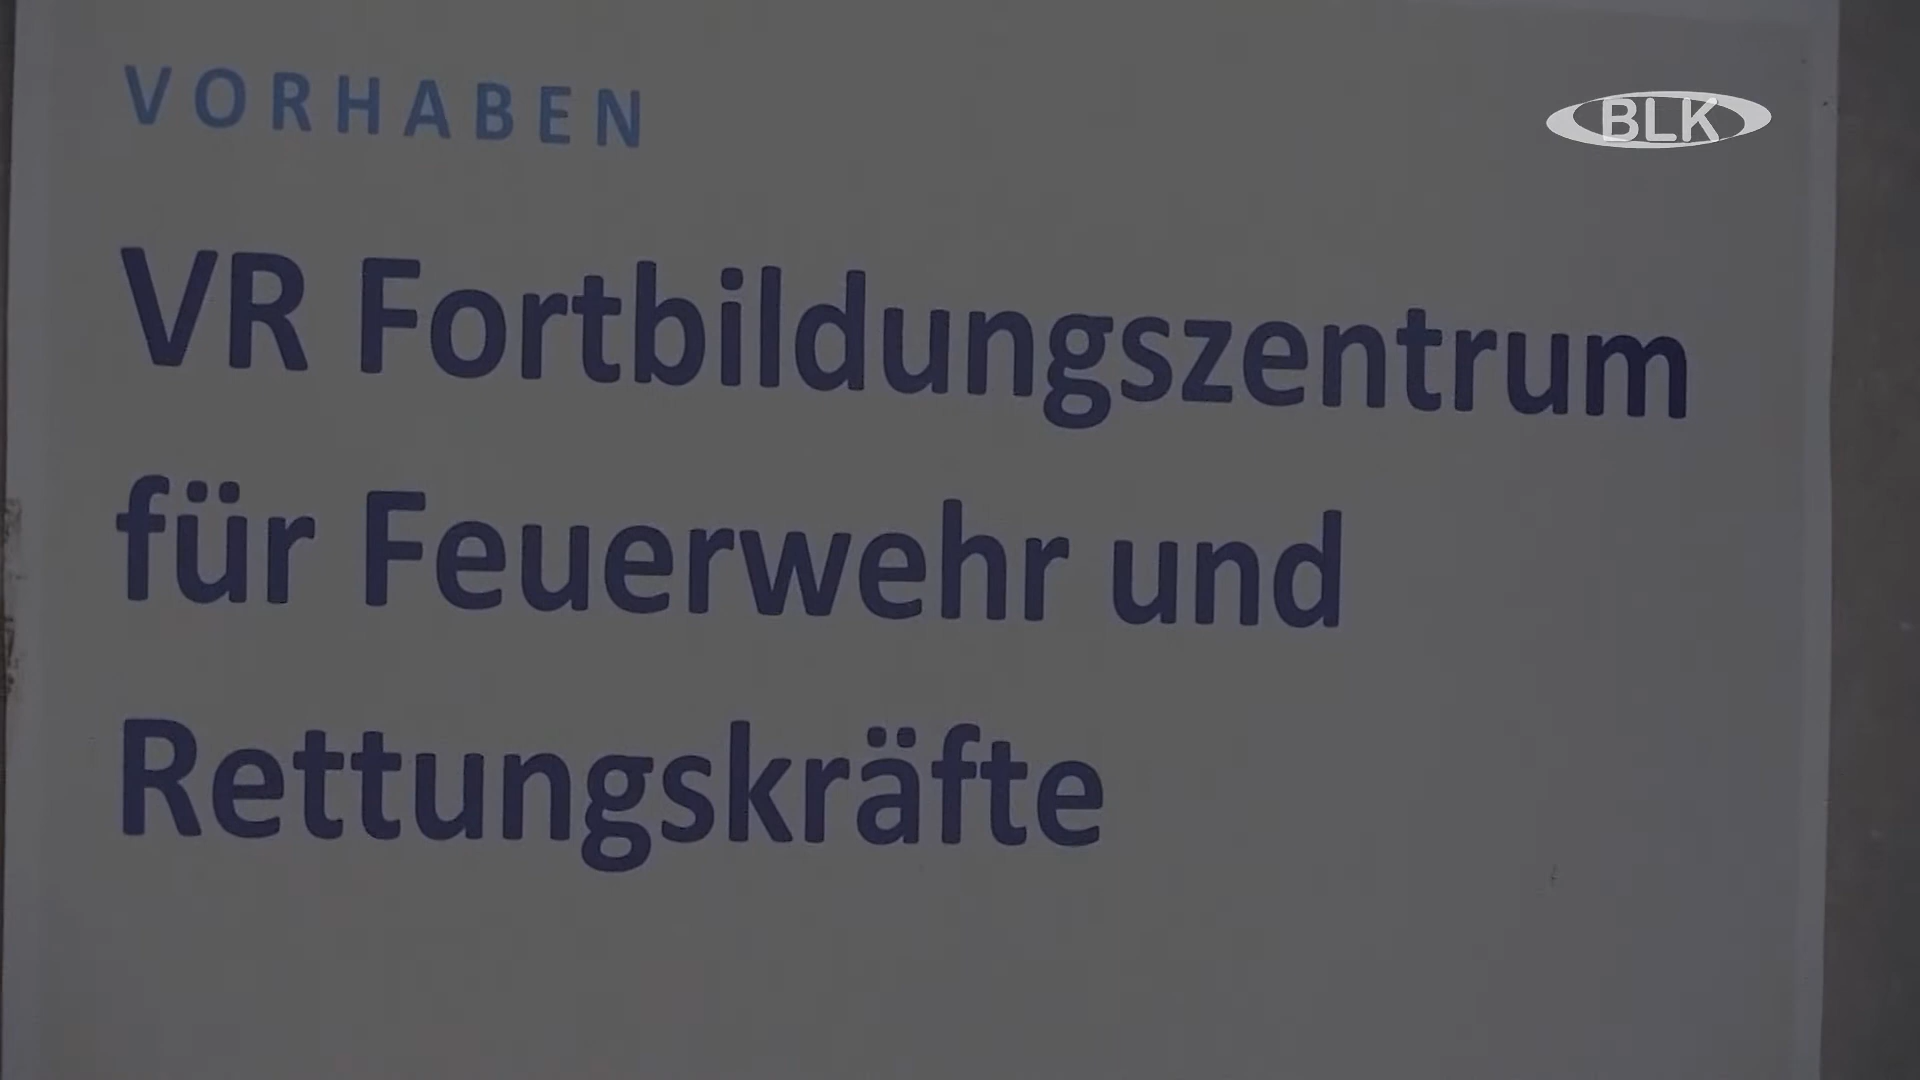 VORHABEN
BLK
VR Fortbildungszentrum
für Feuerwehr und
Rettungskräfte